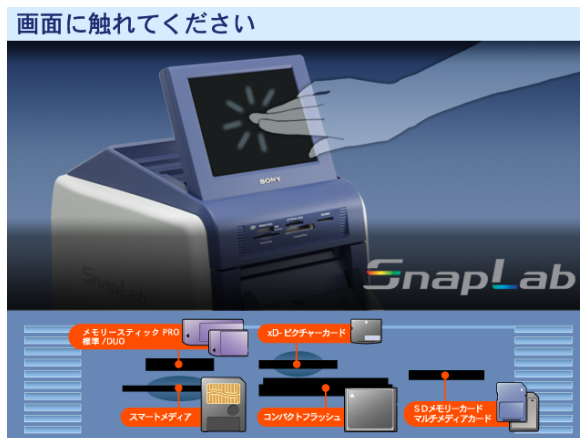 画面に触れてください
SONY
SnapLab
SnapLab
メモリースティック PRO
標準 /DUO
xD-ピクチャーカード
スマートメディア
コンパクトフラッシュ
SDメモリーカード
マルチメディアカード